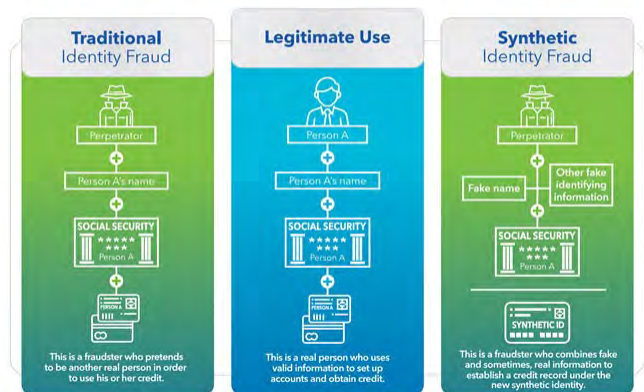 Traditional
Identity Fraud
Perpetrator
Person A's name
SOCIAL SECURITY
Person A
PERSON A
This is a fraudster who pretends
to be another real person in order
to use his or her credit.
Legitimate Use
Person A
Person A's name
SOCIAL SECURITY
Person A
PERSON A
This is a real person who uses
valid information to set up
accounts and obtain credit.
Synthetic
Identity Fraud
Perpetrator
Fake name
Other fake
identifying
information
SOCIAL SECURITY
Person A
SYNTHETIC ID
This is a fraudster who combines fake
and sometimes, real information to
establish a credit record under the
new synthetic identity.